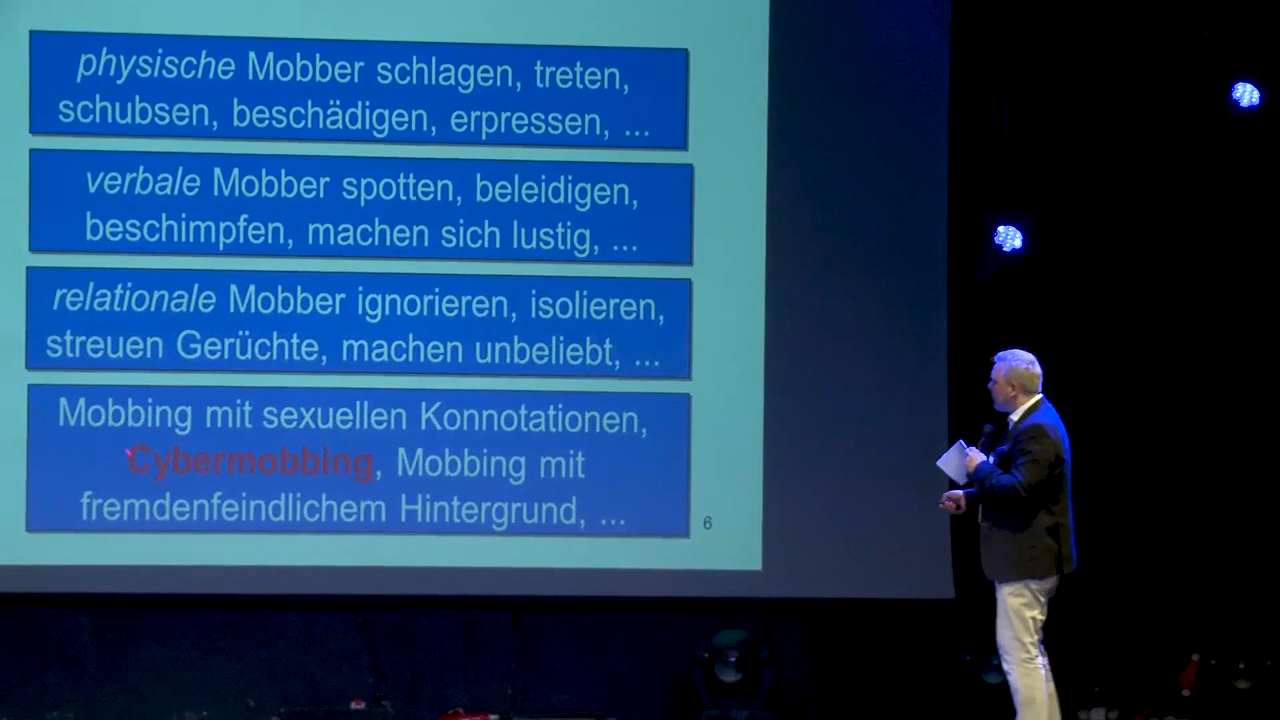 physische Mobber schlagen, treten,
schubsen, beschädigen, erpressen, ...
verbale Mobber spotten, beleidigen,
beschimpfen, machen sich lustig, ...
relationale Mobber ignorieren, isolieren,
streuen Gerüchte, machen unbeliebt, ...
Mobbing mit sexuellen Konnotationen,
Cybermobbing, Mobbing mit
fremdenfeindlichem Hintergrund, ...
6